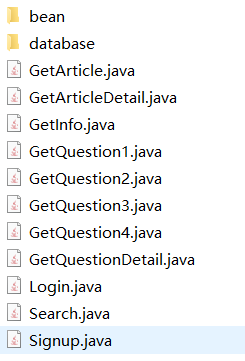 bean
database
GetArticle.java
GetArticleDetail.java
GetInfo.java
GetQuestion1.java
GetQuestion2.java
GetQuestion3.java
GetQuestion4.java
GetQuestionDetail.java
Login.java
Search.java
Signup.java